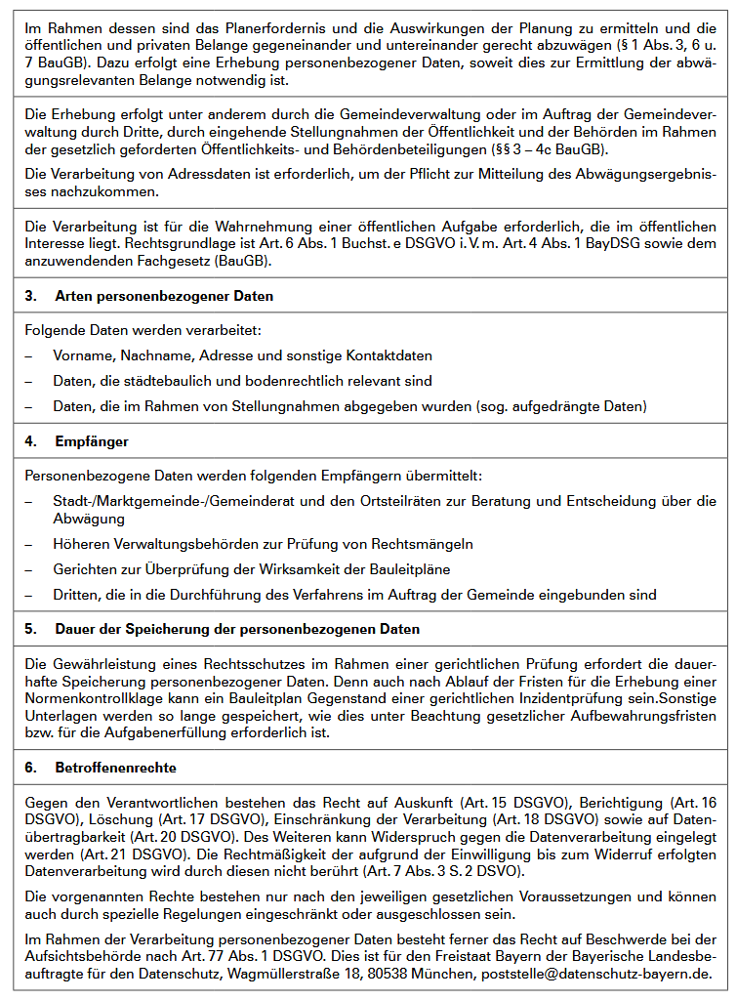 Im Rahmen dessen sind das Planerfordernis und die Auswirkungen der Planung zu ermitteln und die
öffentlichen und privaten Belange gegeneinander und untereinander gerecht abzuwägen (§ 1 Abs. 3, 6 u.
7 BauGB). Dazu erfolgt eine Erhebung personenbezogener Daten, soweit dies zur Ermittlung der abwä-
gungsrelevanten Belange notwendig ist.
Die Erhebung erfolgt unter anderem durch die Gemeindeverwaltung oder im Auftrag der Gemeindever-
waltung durch Dritte, durch eingehende Stellungnahmen der Öffentlichkeit und der Behörden im Rahmen
der gesetzlich geforderten Öffentlichkeits- und Behördenbeteiligungen (§§ 3 – 4c BauGB).
Die Verarbeitung von Adressdaten ist erforderlich, um der Pflicht zur Mitteilung des Abwägungsergebnis-
ses nachzukommen.
Die Verarbeitung ist für die Wahrnehmung einer öffentlichen Aufgabe erforderlich, die im öffentlichen
Interesse liegt. Rechtsgrundlage ist Art. 6 Abs. 1 Buchst. e DSGVO i. V. m. Art. 4 Abs. 1 BayDSG sowie dem
anzuwendenden Fachgesetz (BauGB).
3. Arten personenbezogener Daten
Folgende Daten werden verarbeitet:
– Vorname, Nachname, Adresse und sonstige Kontaktdaten
– Daten, die städtebaulich und bodenrechtlich relevant sind
– Daten, die im Rahmen von Stellungnahmen abgegeben wurden (sog. aufgedrängte Daten)
4. Empfänger
Personenbezogene Daten werden folgenden Empfängern übermittelt:
– Stadt-/Marktgemeinde-/Gemeinderat und den Ortsteilräten zur Beratung und Entscheidung über die
Abwägung
– Höheren Verwaltungsbehörden zur Prüfung von Rechtsmängeln
– Gerichten zur Überprüfung der Wirksamkeit der Bauleitpläne
– Dritten, die in die Durchführung des Verfahrens im Auftrag der Gemeinde eingebunden sind
5. Dauer der Speicherung der personenbezogenen Daten
Die Gewährleistung eines Rechtsschutzes im Rahmen einer gerichtlichen Prüfung erfordert die dauer-
hafte Speicherung personenbezogener Daten. Denn auch nach Ablauf der Fristen für die Erhebung einer
Normenkontrollklage kann ein Bauleitplan Gegenstand einer gerichtlichen Inzidentprüfung sein.Sonstige
Unterlagen werden so lange gespeichert, wie dies unter Beachtung gesetzlicher Aufbewahrungsfristen
bzw. für die Aufgabenerfüllung erforderlich ist.
6. Betroffenenrechte
Gegen den Verantwortlichen bestehen das Recht auf Auskunft (Art. 15 DSGVO), Berichtigung (Art. 16
DSGVO), Löschung (Art. 17 DSGVO), Einschränkung der Verarbeitung (Art. 18 DSGVO) sowie auf Daten-
übertragbarkeit (Art. 20 DSGVO). Des Weiteren kann Widerspruch gegen die Datenverarbeitung eingelegt
werden (Art. 21 DSGVO). Die Rechtmäßigkeit der aufgrund der Einwilligung bis zum Widerruf erfolgten
Datenverarbeitung wird durch diesen nicht berührt (Art. 7 Abs. 3 S. 2 DSVO).
Die vorgenannten Rechte bestehen nur nach den jeweiligen gesetzlichen Voraussetzungen und können
auch durch spezielle Regelungen eingeschränkt oder ausgeschlossen sein.
Im Rahmen der Verarbeitung personenbezogener Daten besteht ferner das Recht auf Beschwerde bei der
Aufsichtsbehörde nach Art. 77 Abs. 1 DSGVO. Dies ist für den Freistaat Bayern der Bayerische Landesbe-
auftragte für den Datenschutz, Wagmüllerstraße 18, 80538 München, poststelle@datenschutz-bayern.de.